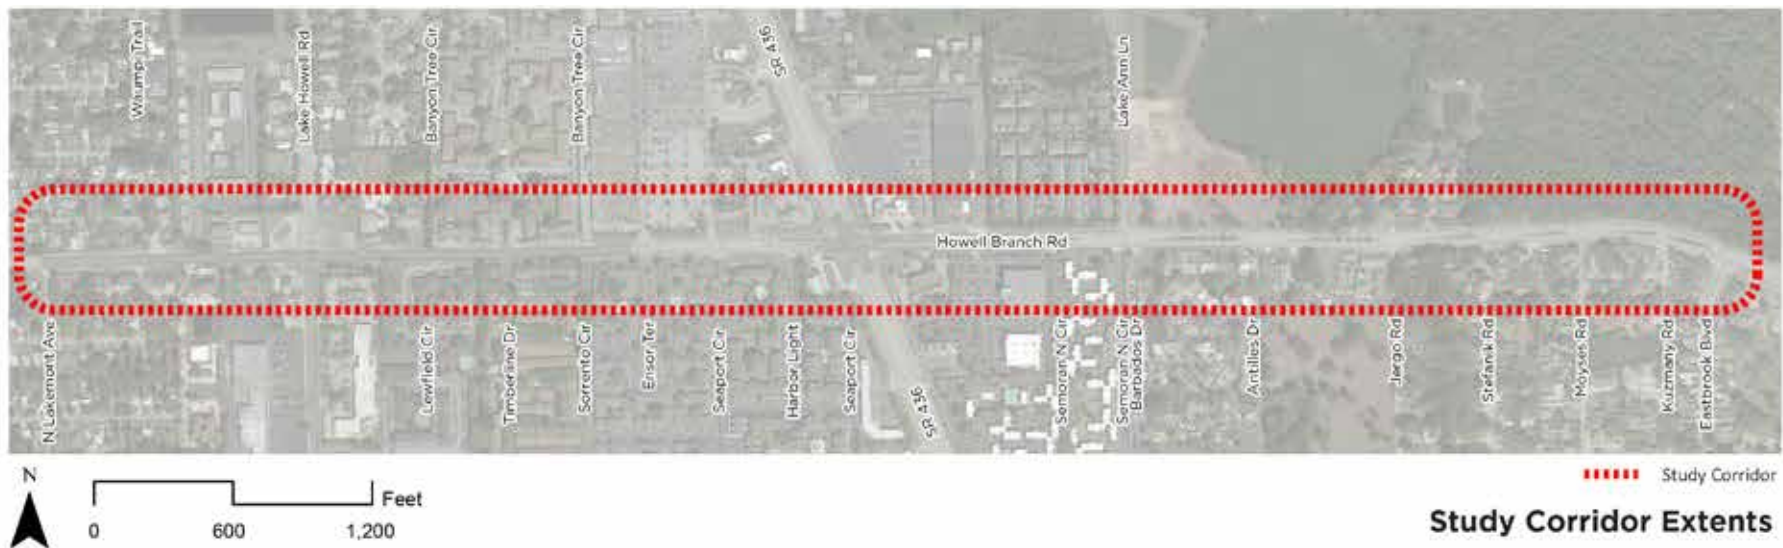 Waumpi Trail
Lake Howell Rd
Banyon Tree Cir
Banyon Tree Cir
SR 436
Lake Ann Ln
Howell Branch Rd
N Lakemont Ave
Lewfield Cir
Timberlane Dr
Sorrento Cir
Ensor Ter
Seaport Cir
Harbor Light
Seaport Cir
SR 436
Semoran N Cir
Semoran N Cir
Barbados Dr
Antilles Dr
Jergo Rd
Stefanik Rd
Moyses Rd
Kuzmany Rd
Eastbrook Blvd
N
Feet
0 600 1,200
Study Corridor
Study Corridor Extents